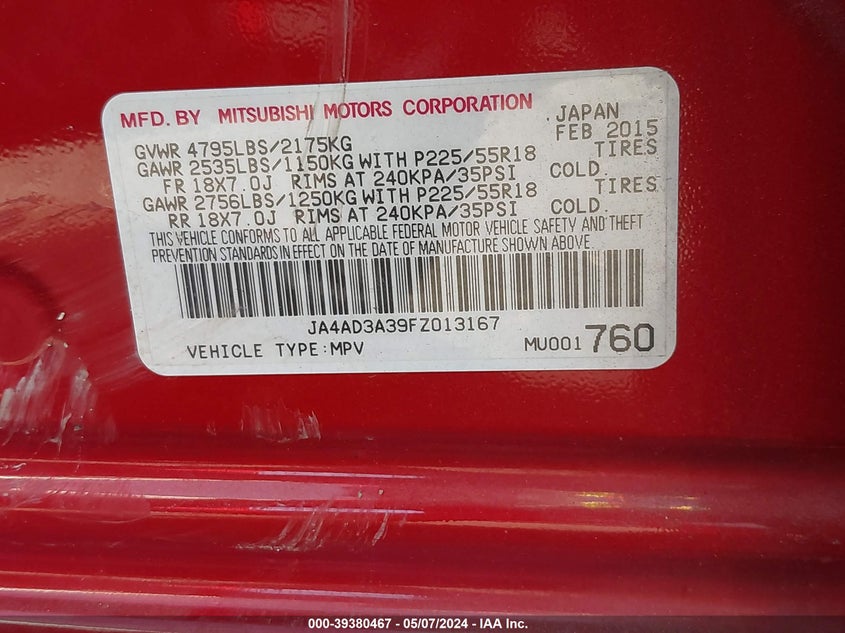 MFD. BY MITSUBISHI MOTORS CORPORATION JAPAN
GVWR 4795LBS/2175KG FEB 2015
GAWR 2535LBS/1150KG WITH P225/55R18 TIRES
FR 18X7.0J RIMS AT 240KPA/35PSI COLD.
GAWR 2756LBS/1250KG WITH P225/55R18 TIRES
RR 18X7.0J RIMS AT 240KPA/35PSI COLD.
THIS VEHICLE CONFORMS TO ALL APPLICABLE FEDERAL MOTOR VEHICLE SAFETY AND THEFT
PREVENTION STANDARDS IN EFFECT ON THE DATE OF MANUFACTURE SHOWN ABOVE.
JA4AD3A39FZ013167
VEHICLE TYPE:MPV MU001760
000-39380467 - 05/07/2024 - IAA Inc.